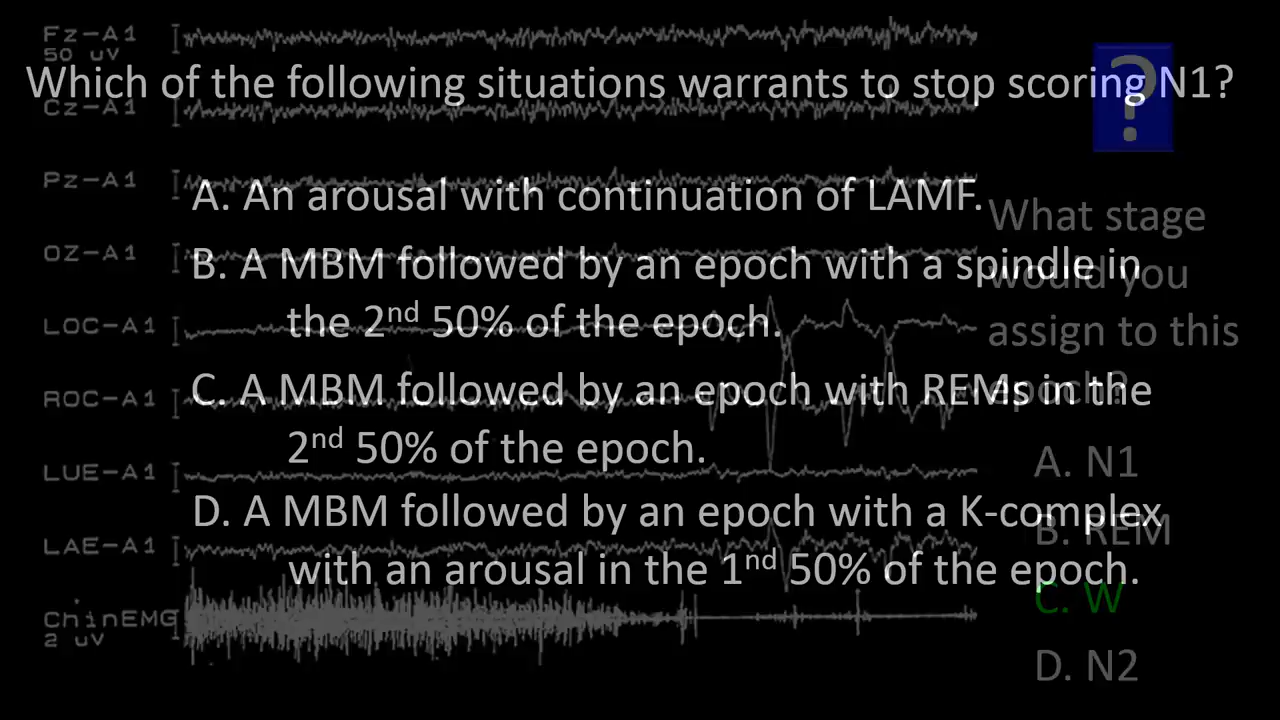 Fz-A1
50 uV
Which of the following situations warrants to stop scoring N1?
?
Cz-A1
Pz-A1
A. An arousal with continuation of LAMF.
What stage
OZ-A1
B. A MBM followed by an epoch with a spindle in
would you
the 2nd 50% of the epoch.
LOC-A1
assign to this
C. A MBM followed by an epoch with REMs in the
epoch?
ROC-A1
2nd 50% of the epoch.
A. N1
LUE-A1
D. A MBM followed by an epoch with a K-complex
B. REM
LAE-A1
with an arousal in the 1nd 50% of the epoch.
C. W
ChinEMG
2 uV
D. N2